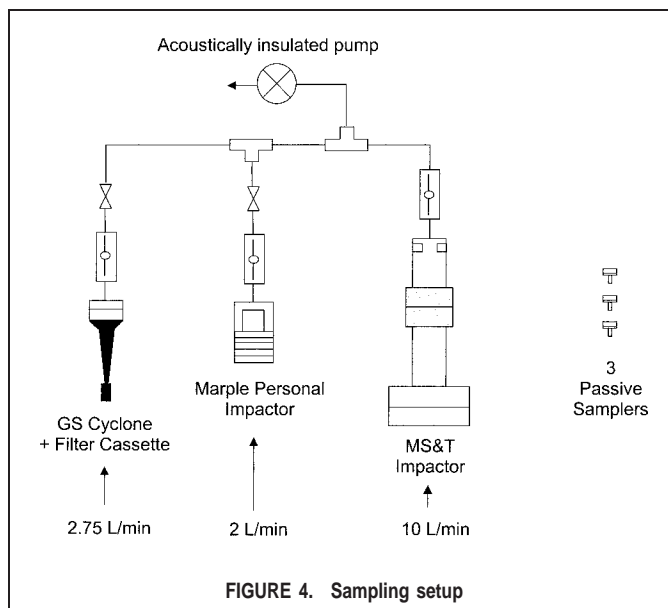 Acoustically insulated pump
GS Cyclone
+ Filter Cassette
Marple Personal
Impactor
MS&T
Impactor
3
Passive
Samplers
2.75 L/min
2 L/min
10 L/min
FIGURE 4. Sampling setup